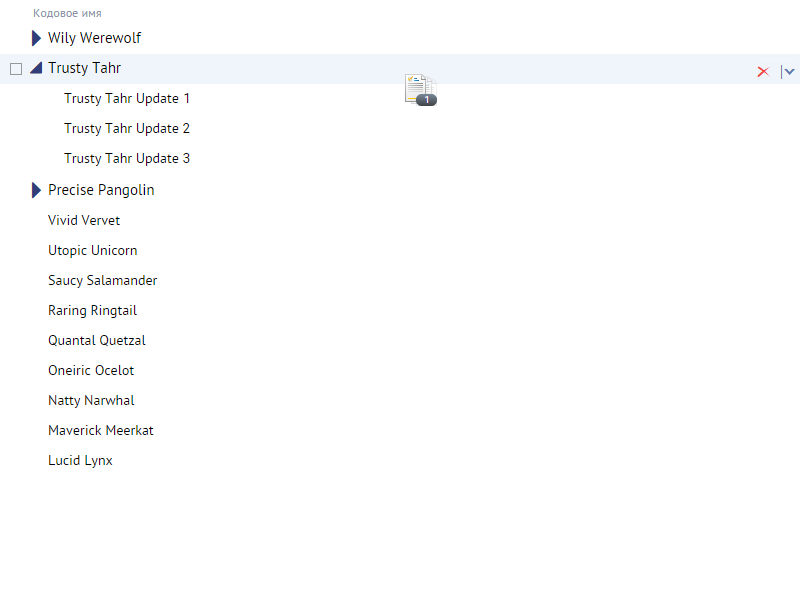 Кодовое имя
Wily Werewolf
Trusty Tahr
1
Trusty Tahr Update 1
Trusty Tahr Update 2
Trusty Tahr Update 3
Precise Pangolin
Vivid Vervet
Utopic Unicorn
Saucy Salamander
Raring Ringtail
Quantal Quetzal
Oneiric Ocelot
Natty Narwhal
Maverick Meerkat
Lucid Lynx